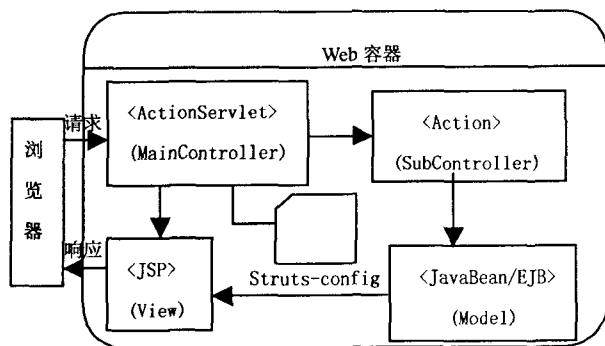 Web 容器
请求
<ActionServlet>
(MainController)
<Action>
(SubController)
浏览器
响应
<JSP>
(View)
Struts-config
<JavaBean/EJB>
(Model)